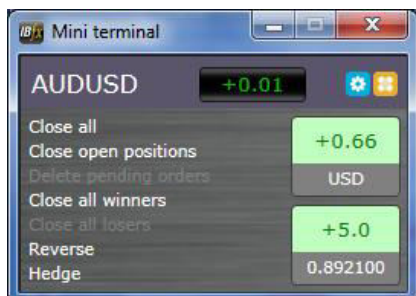 IBfx Mini terminal
AUDUSD +0.01
Close all
Close open positions
Delete pending orders
Close all winners
Close all losers
Reverse
Hedge
+0.66
USD
+5.0
0.892100